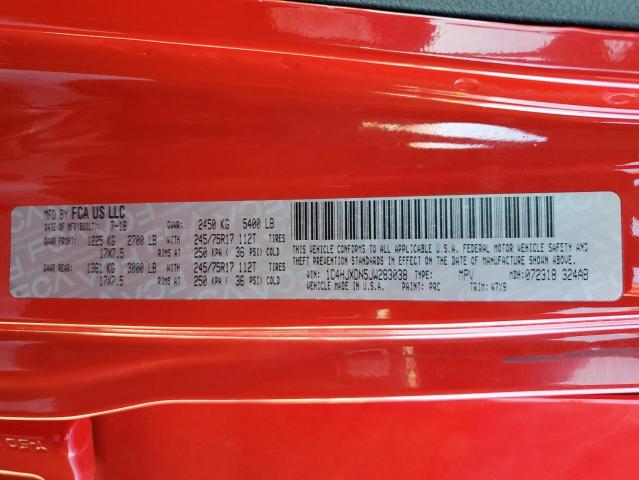 MFD BY FCA US LLC
DATE OF MFR(BUILT): 7-18 GVWR: 2450 KG 5400 LB
GAWR FRONT: 1225 KG 2700 LB WITH 245/75R17 112T TIRES
17X7.5 RIMS AT 250 KPA ( 36 PSI) COLD
GAWR REAR: 1361 KG 3000 LB WITH 245/75R17 112T TIRES
17X7.5 RIMS AT 250 KPA ( 36 PSI) COLD
THIS VEHICLE CONFORMS TO ALL APPLICABLE U.S.A. FEDERAL MOTOR VEHICLE SAFETY AND
THEFT PREVENTION STANDARDS IN EFFECT ON THE DATE OF MANUFACTURE SHOWN ABOVE.
VIN: 1C4HJXDN5JW283038 TYPE: MPV MDH: 072318 324AB
VEHICLE MADE IN U.S.A. PAINT: PRC TRIM: A7X9